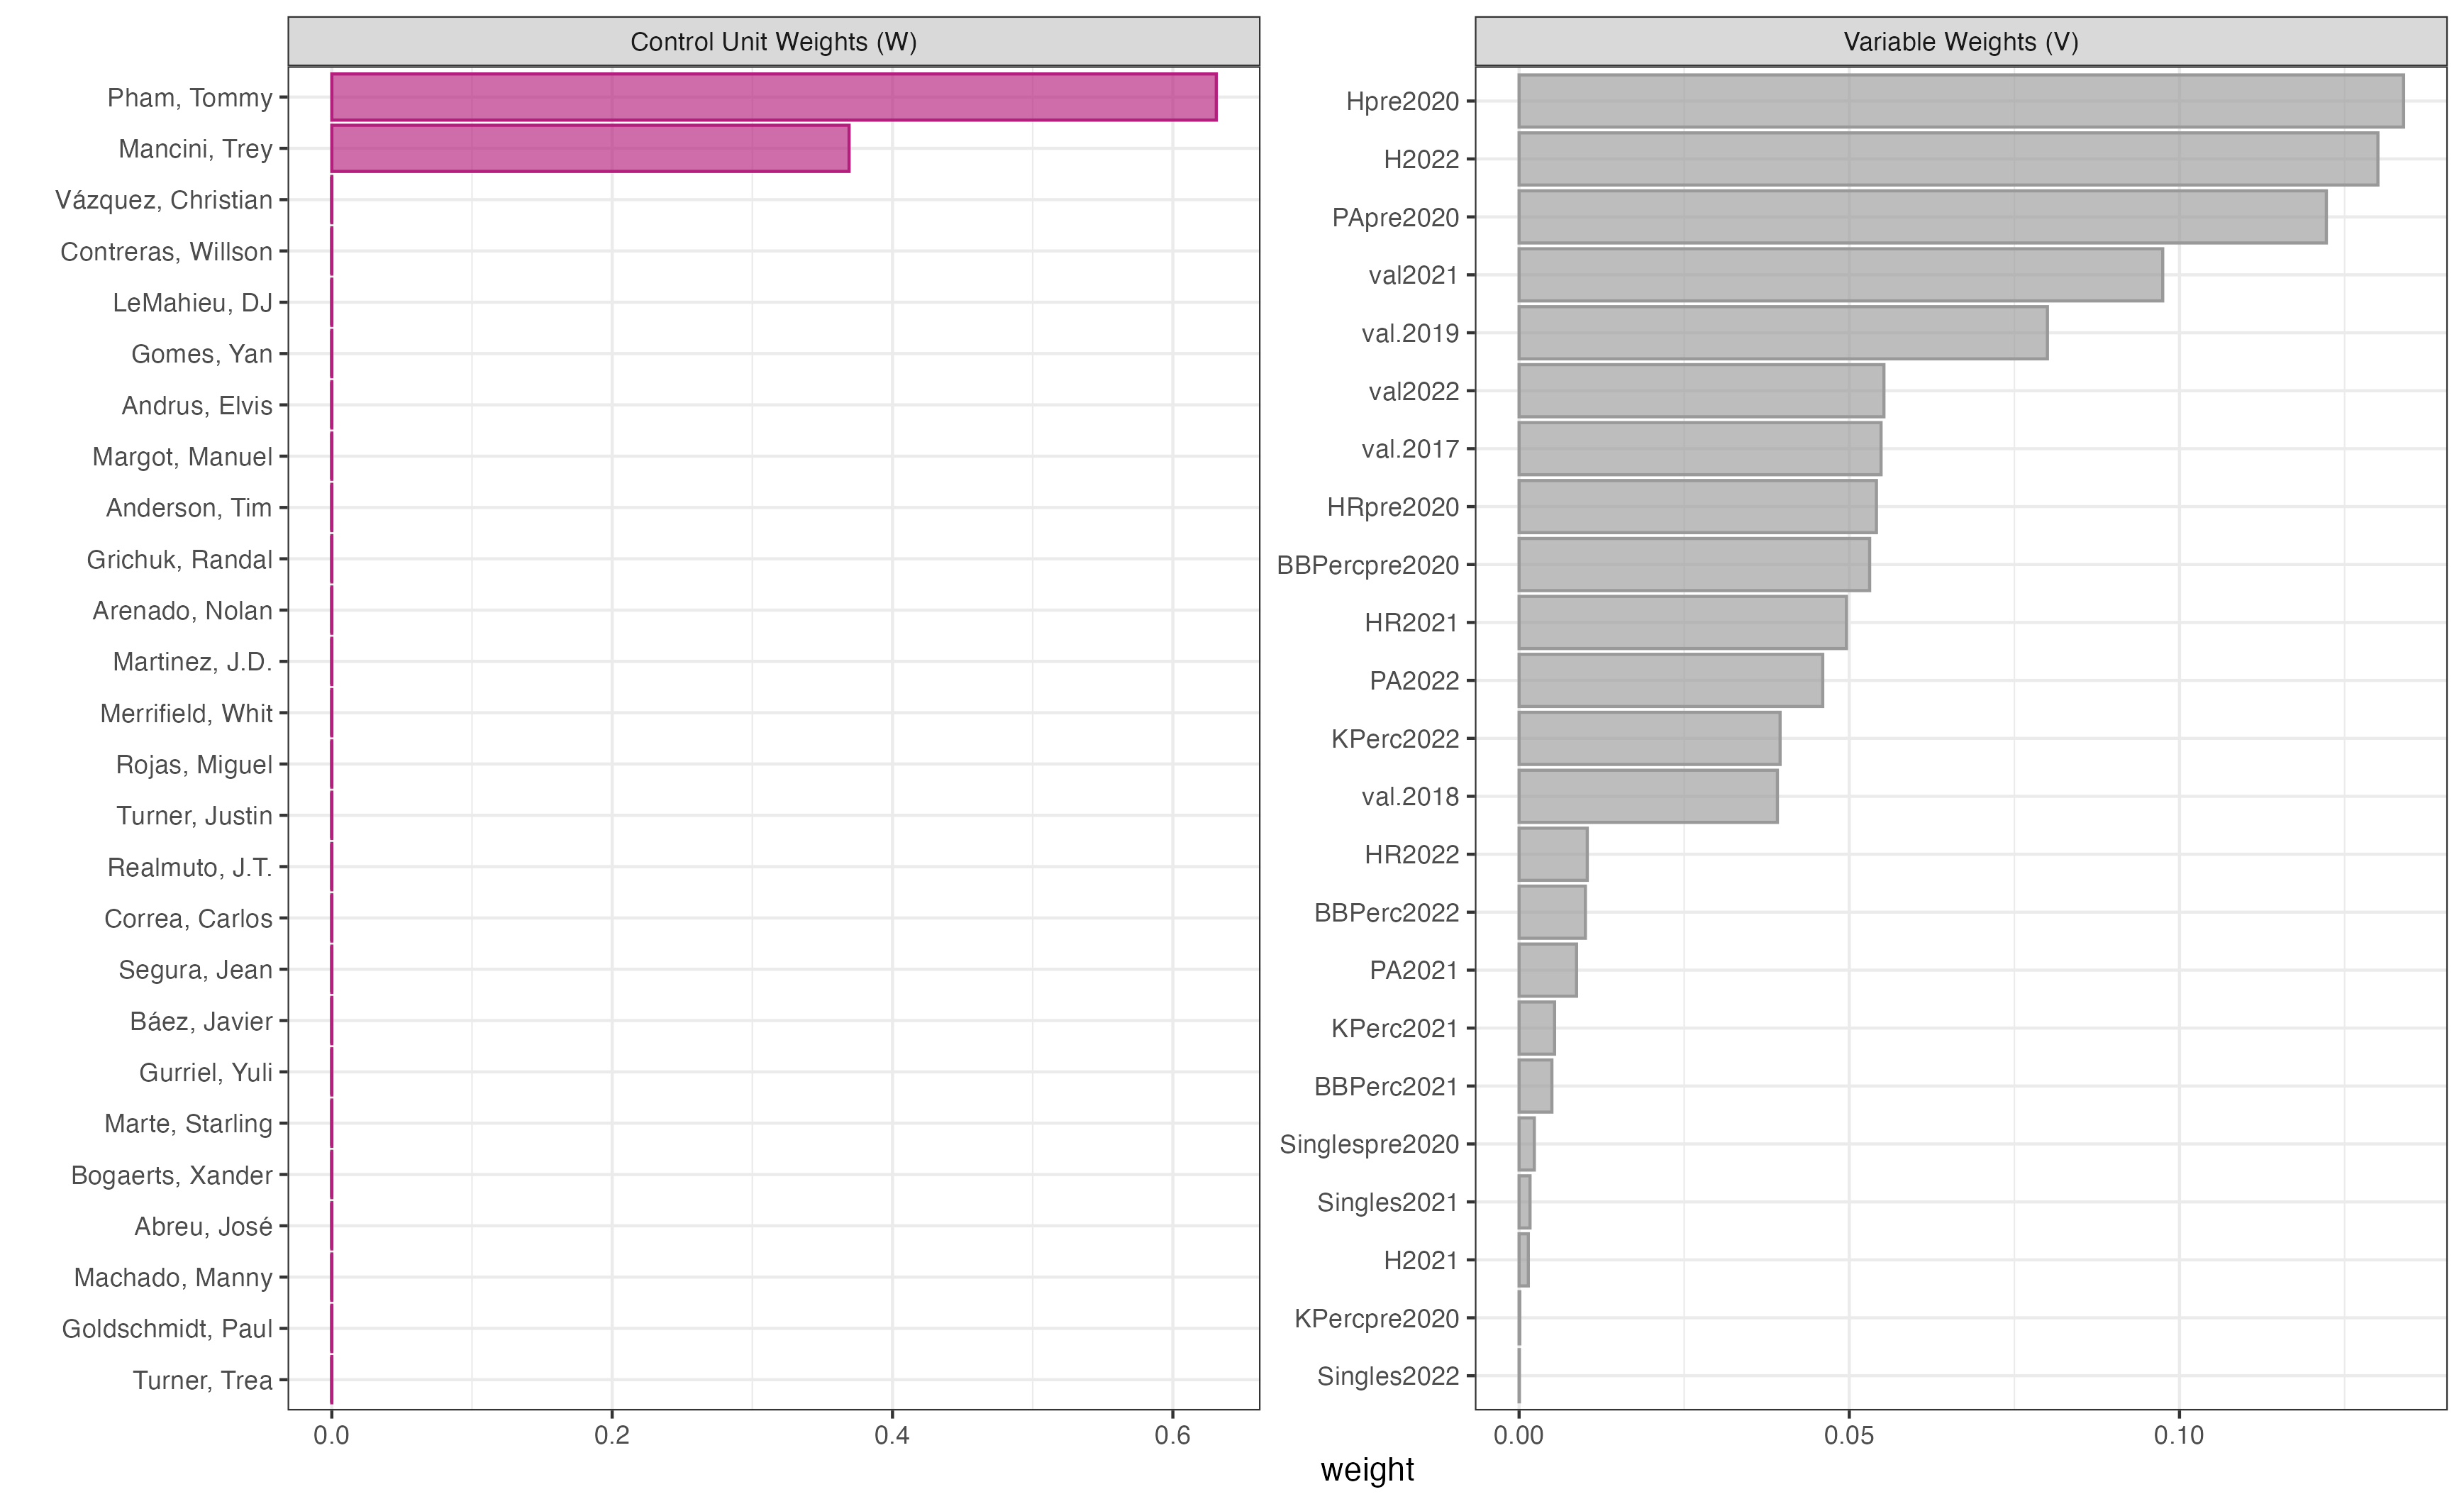 Control Unit Weights (W)
Pham, Tommy
Mancini, Trey
Vázquez, Christian
Contreras, Willson
LeMahieu, DJ
Gomes, Yan
Andrus, Elvis
Margot, Manuel
Anderson, Tim
Grichuk, Randal
Arenado, Nolan
Martinez, J.D.
Merrifield, Whit
Rojas, Miguel
Turner, Justin
Realmuto, J.T.
Correa, Carlos
Segura, Jean
Báez, Javier
Gurriel, Yuli
Marte, Starling
Bogaerts, Xander
Abreu, José
Machado, Manny
Goldschmidt, Paul
Turner, Trea
0.0 0.2 0.4 0.6
Variable Weights (V)
Hpre2020
H2022
PApre2020
val2021
val.2019
val2022
val.2017
HRpre2020
BBPercpre2020
HR2021
PA2022
KPerc2022
val.2018
HR2022
BBPerc2022
PA2021
KPerc2021
BBPerc2021
Singlespre2020
Singles2021
H2021
KPercpre2020
Singles2022
0.00 0.05 0.10
weight